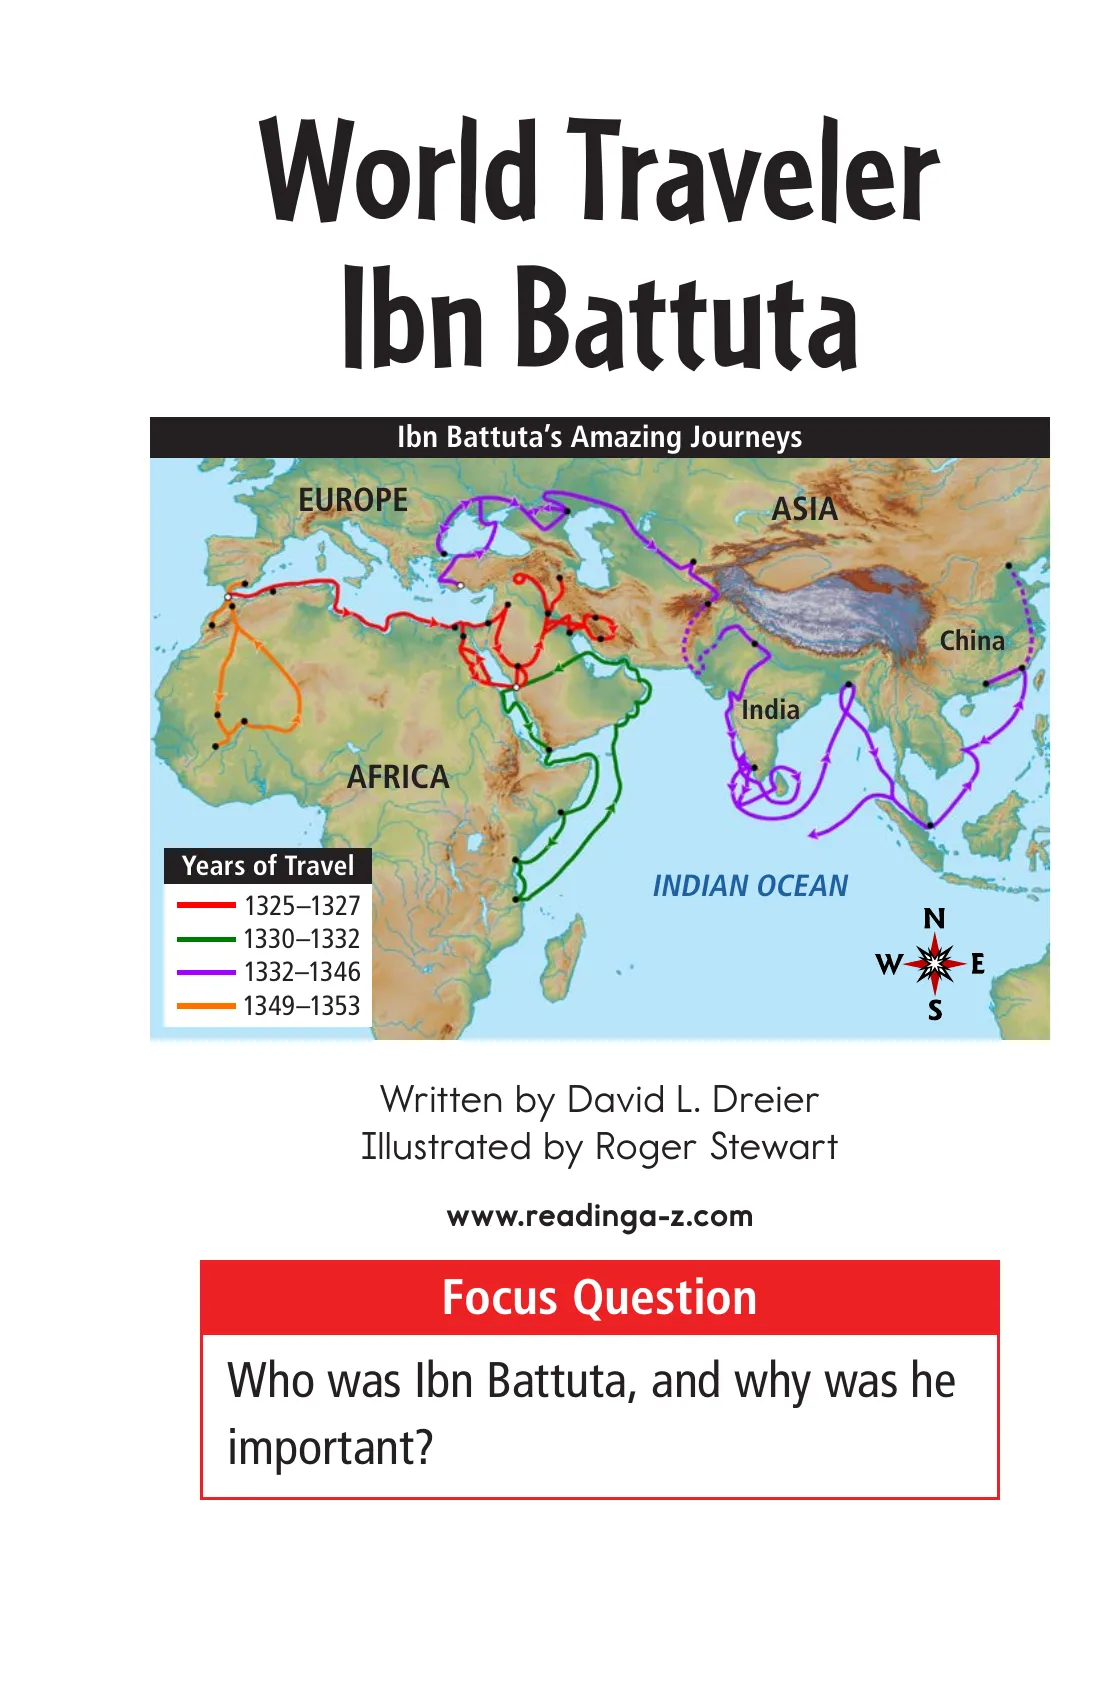 World Traveler
Ibn Battuta
Ibn Battuta’s Amazing Journeys
EUROPE
ASIA
China
India
AFRICA
INDIAN OCEAN
Years of Travel
1325–1327
1330–1332
1332–1346
1349–1353
N
W
E
S
Written by David L. Dreier
Illustrated by Roger Stewart
www.readinga-z.com
Focus Question
Who was Ibn Battuta, and why was he
important?